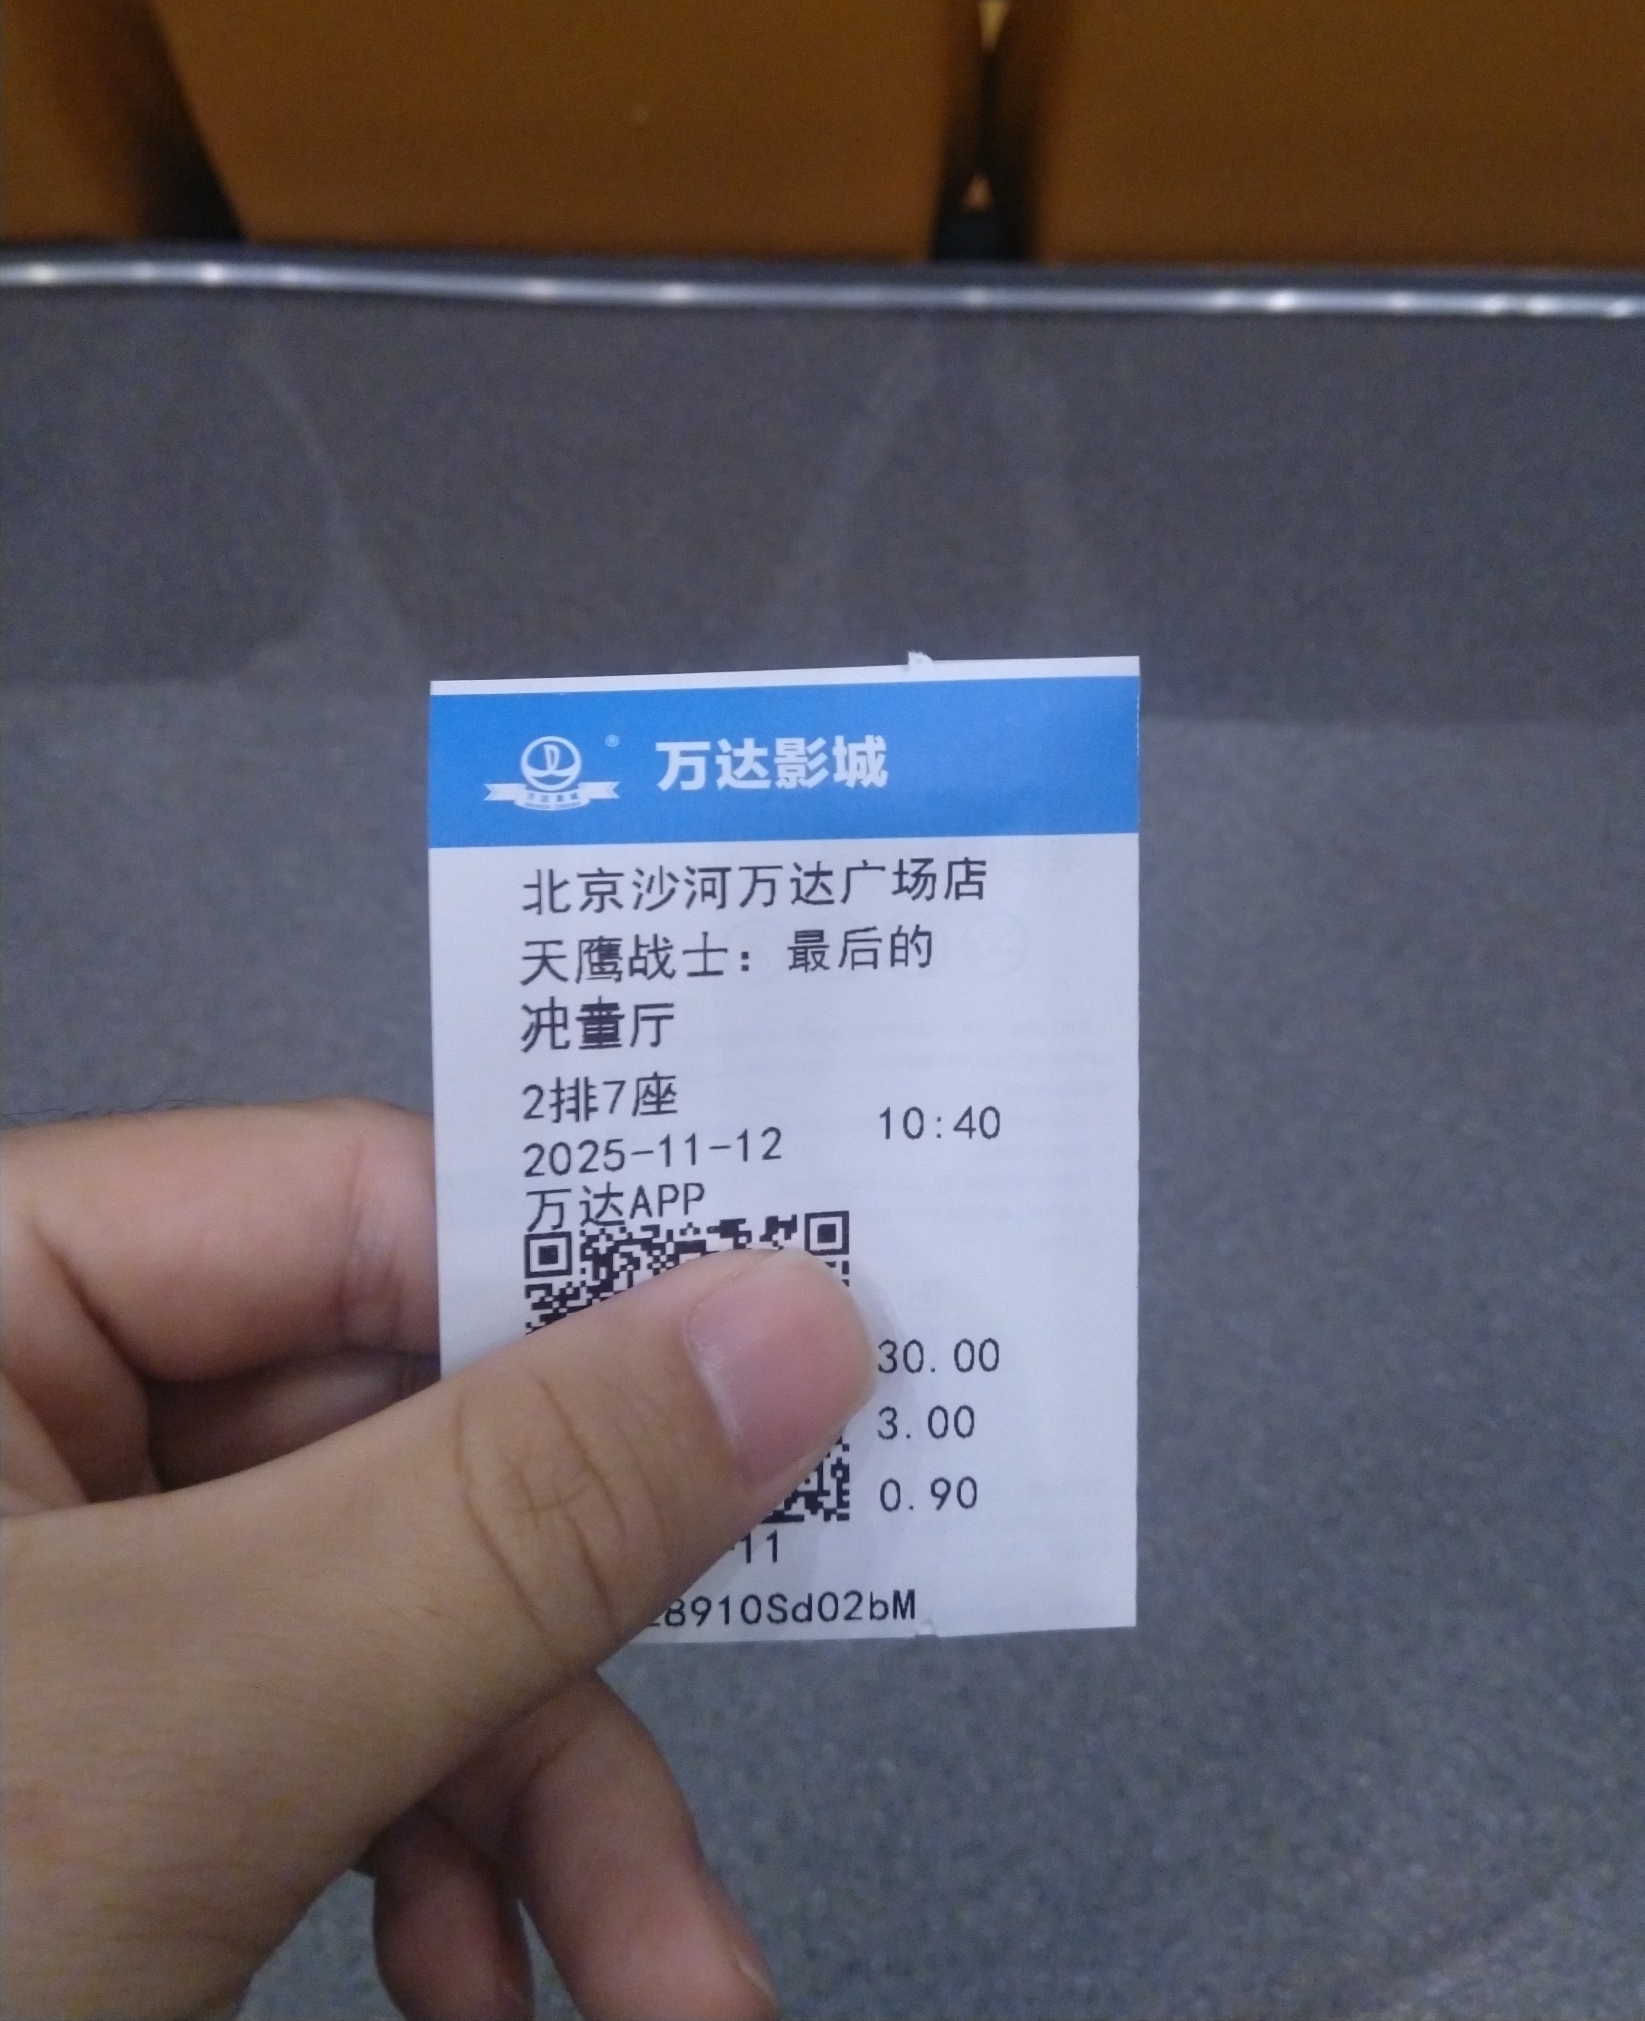 万达影城
北京沙河万达广场店
天鹰战士：最后的
厅
2排7座
2025-11-12 10:40
万达APP
30.00
3.00
0.90
-11
8910Sd02bM